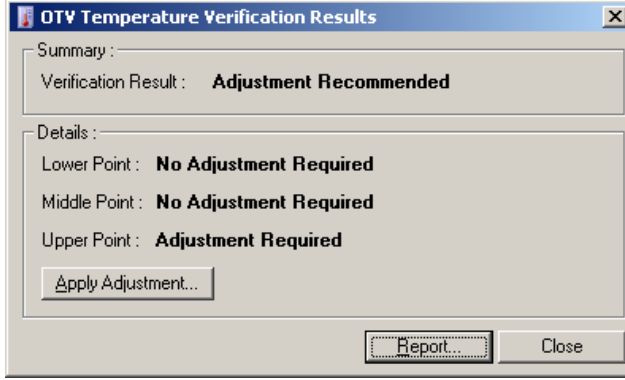 OTV Temperature Verification Results
Summary :
Verification Result : Adjustment Recommended
Details :
Lower Point : No Adjustment Required
Middle Point : No Adjustment Required
Upper Point : Adjustment Required
Apply Adjustment...
Report... Close